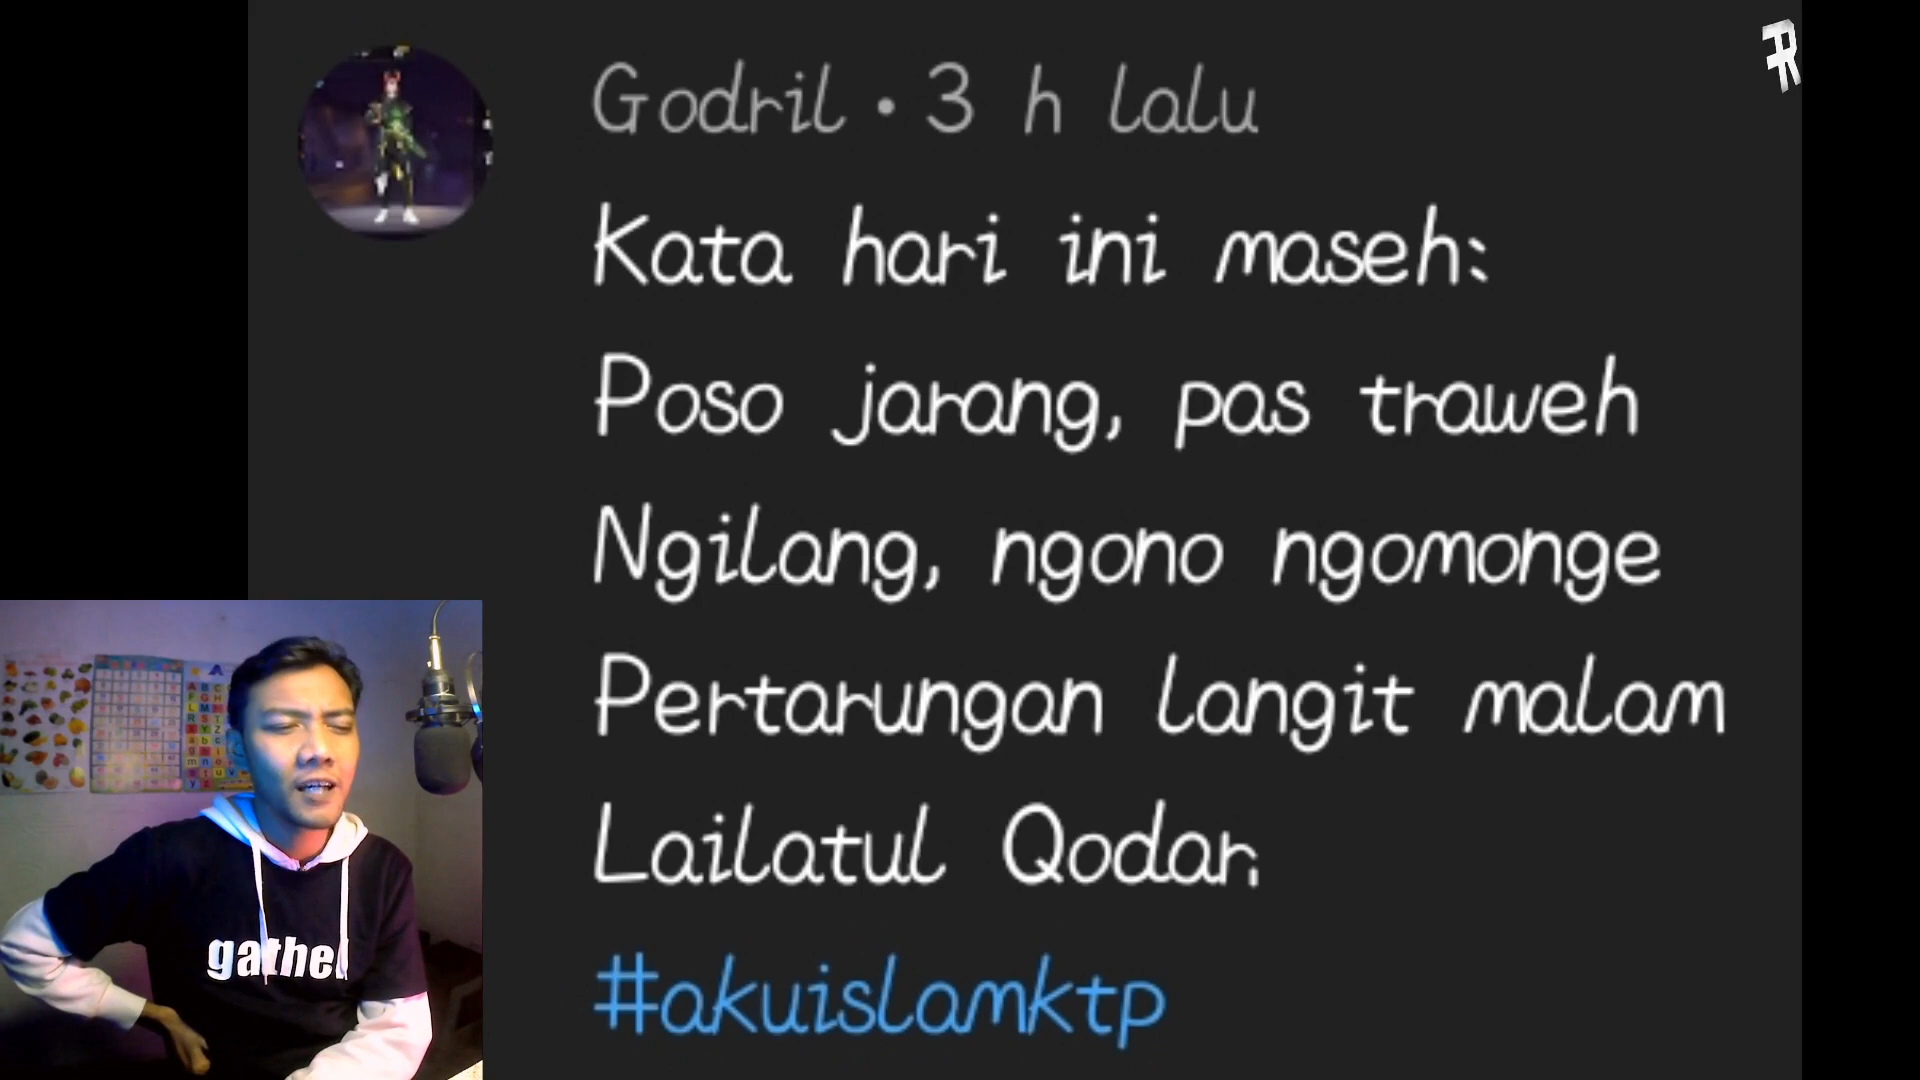 Godril • 3 h lalu
Kata hari ini maseh:
Poso jarang, pas traweh
Ngilang, ngono ngomonge
Pertarungan langit malam
Lailatul Qodar,
#akuislamktp
gathel